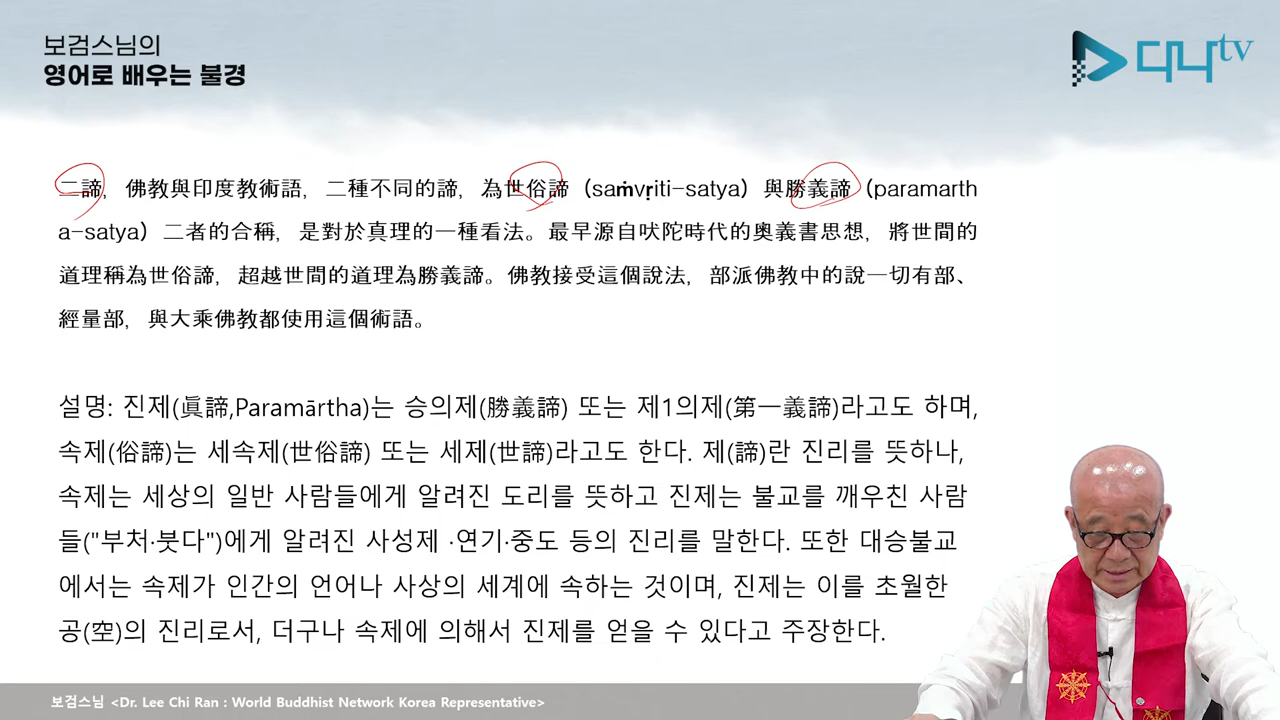 보검스님의
영어로 배우는 불경
다나tv
二諦，佛教與印度教術語，二種不同的諦，為世俗諦（saṁvṛiti-satya）與勝義諦（paramarth
a-satya）二者的合稱，是對於真理的一種看法。最早源自吠陀時代的奧義書思想，將世間的
道理稱為世俗諦，超越世間的道理為勝義諦。佛教接受這個說法，部派佛教中的說一切有部、
經量部，與大乘佛教都使用這個術語。
설명: 진제(眞諦,Paramārtha)는 승의제(勝義諦) 또는 제1의제(第一義諦)라고도 하며,
속제(俗諦)는 세속제(世俗諦) 또는 세제(世諦)라고도 한다. 제(諦)란 진리를 뜻하나,
속제는 세상의 일반 사람들에게 알려진 도리를 뜻하고 진제는 불교를 깨우친 사람
들("부처·붓다")에게 알려진 사성제 ·연기·중도 등의 진리를 말한다. 또한 대승불교
에서는 속제가 인간의 언어나 사상의 세계에 속하는 것이며, 진제는 이를 초월한
공(空)의 진리로서, 더구나 속제에 의해서 진제를 얻을 수 있다고 주장한다.
보검스님 <Dr. Lee Chi Ran : World Buddhist Network Korea Representative>